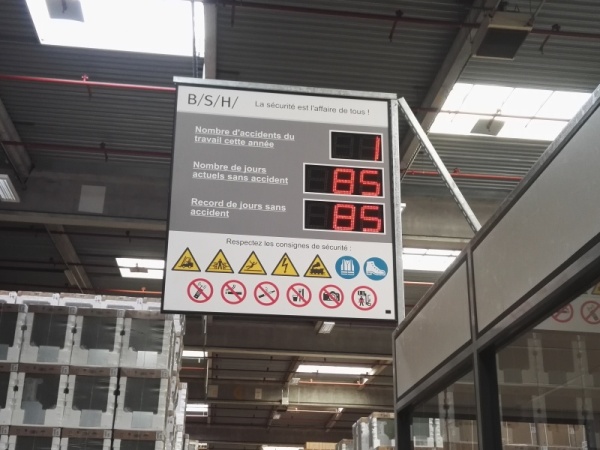 B/S/H/
La sécurité est l'affaire de tous !
Nombre d'accidents du
travail cette année
1
Nombre de jours
actuels sans accident
85
Record de jours sans
accident
85
Respectez les consignes de sécurité :